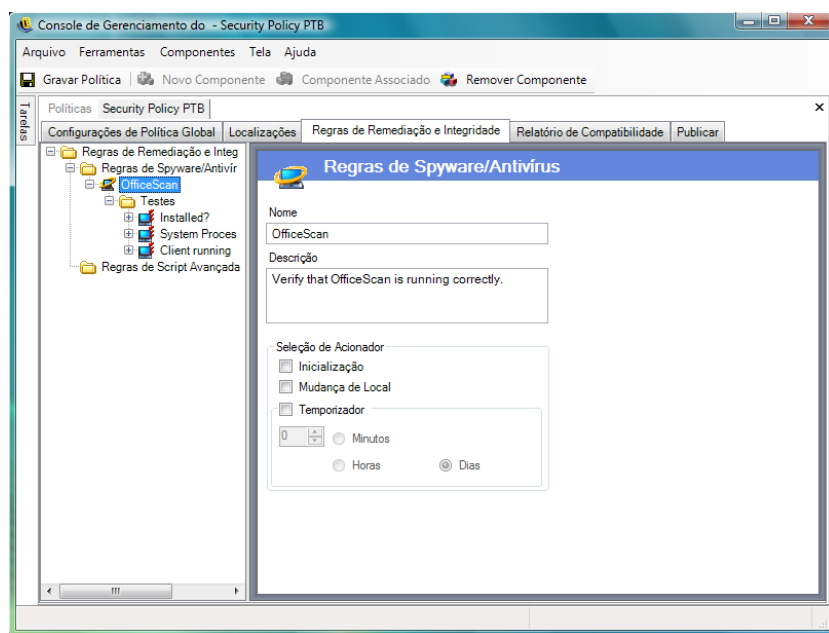 Console de Gerenciamento do - Security Policy PTB
Arquivo Ferramentas Componentes Tela Ajuda
Gravar Política Novo Componente Componente Associado Remover Componente
Tarefas
Políticas Security Policy PTB
Configurações de Política Global Localizações Regras de Remediação e Integridade Relatório de Compatibilidade Publicar
Regras de Remediação e Integ
Regras de Spyware/Antivír
OfficeScan
Testes
Installed?
System Proces
Client running
Regras de Script Avançada
Regras de Spyware/Antivírus
Nome
OfficeScan
Descrição
Verify that OfficeScan is running correctly.
Seleção de Acionador
Inicialização
Mudança de Local
Temporizador
0 Minutos
Horas Dias